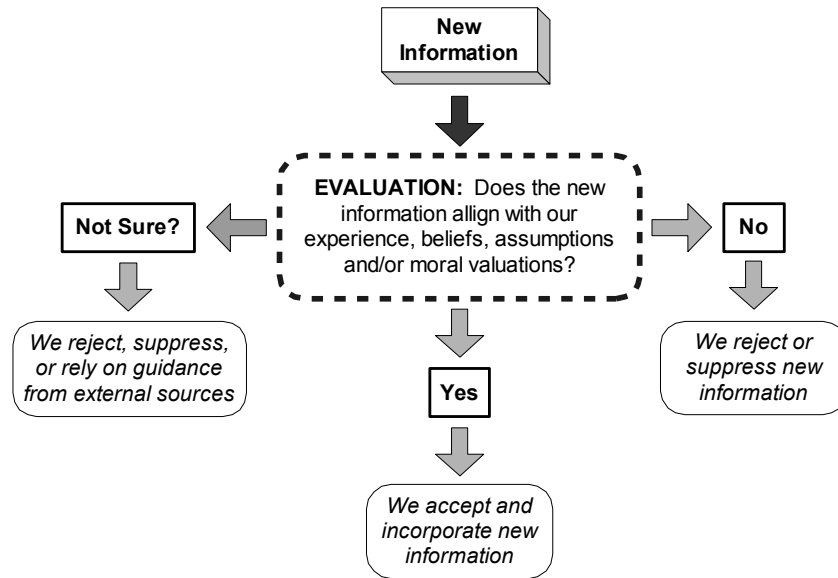 New
Information
EVALUATION: Does the new
information allign with our
experience, beliefs, assumptions
and/or moral valuations?
Not Sure?
No
We reject, suppress,
or rely on guidance
from external sources
Yes
We reject or
suppress new
information
We accept and
incorporate new
information